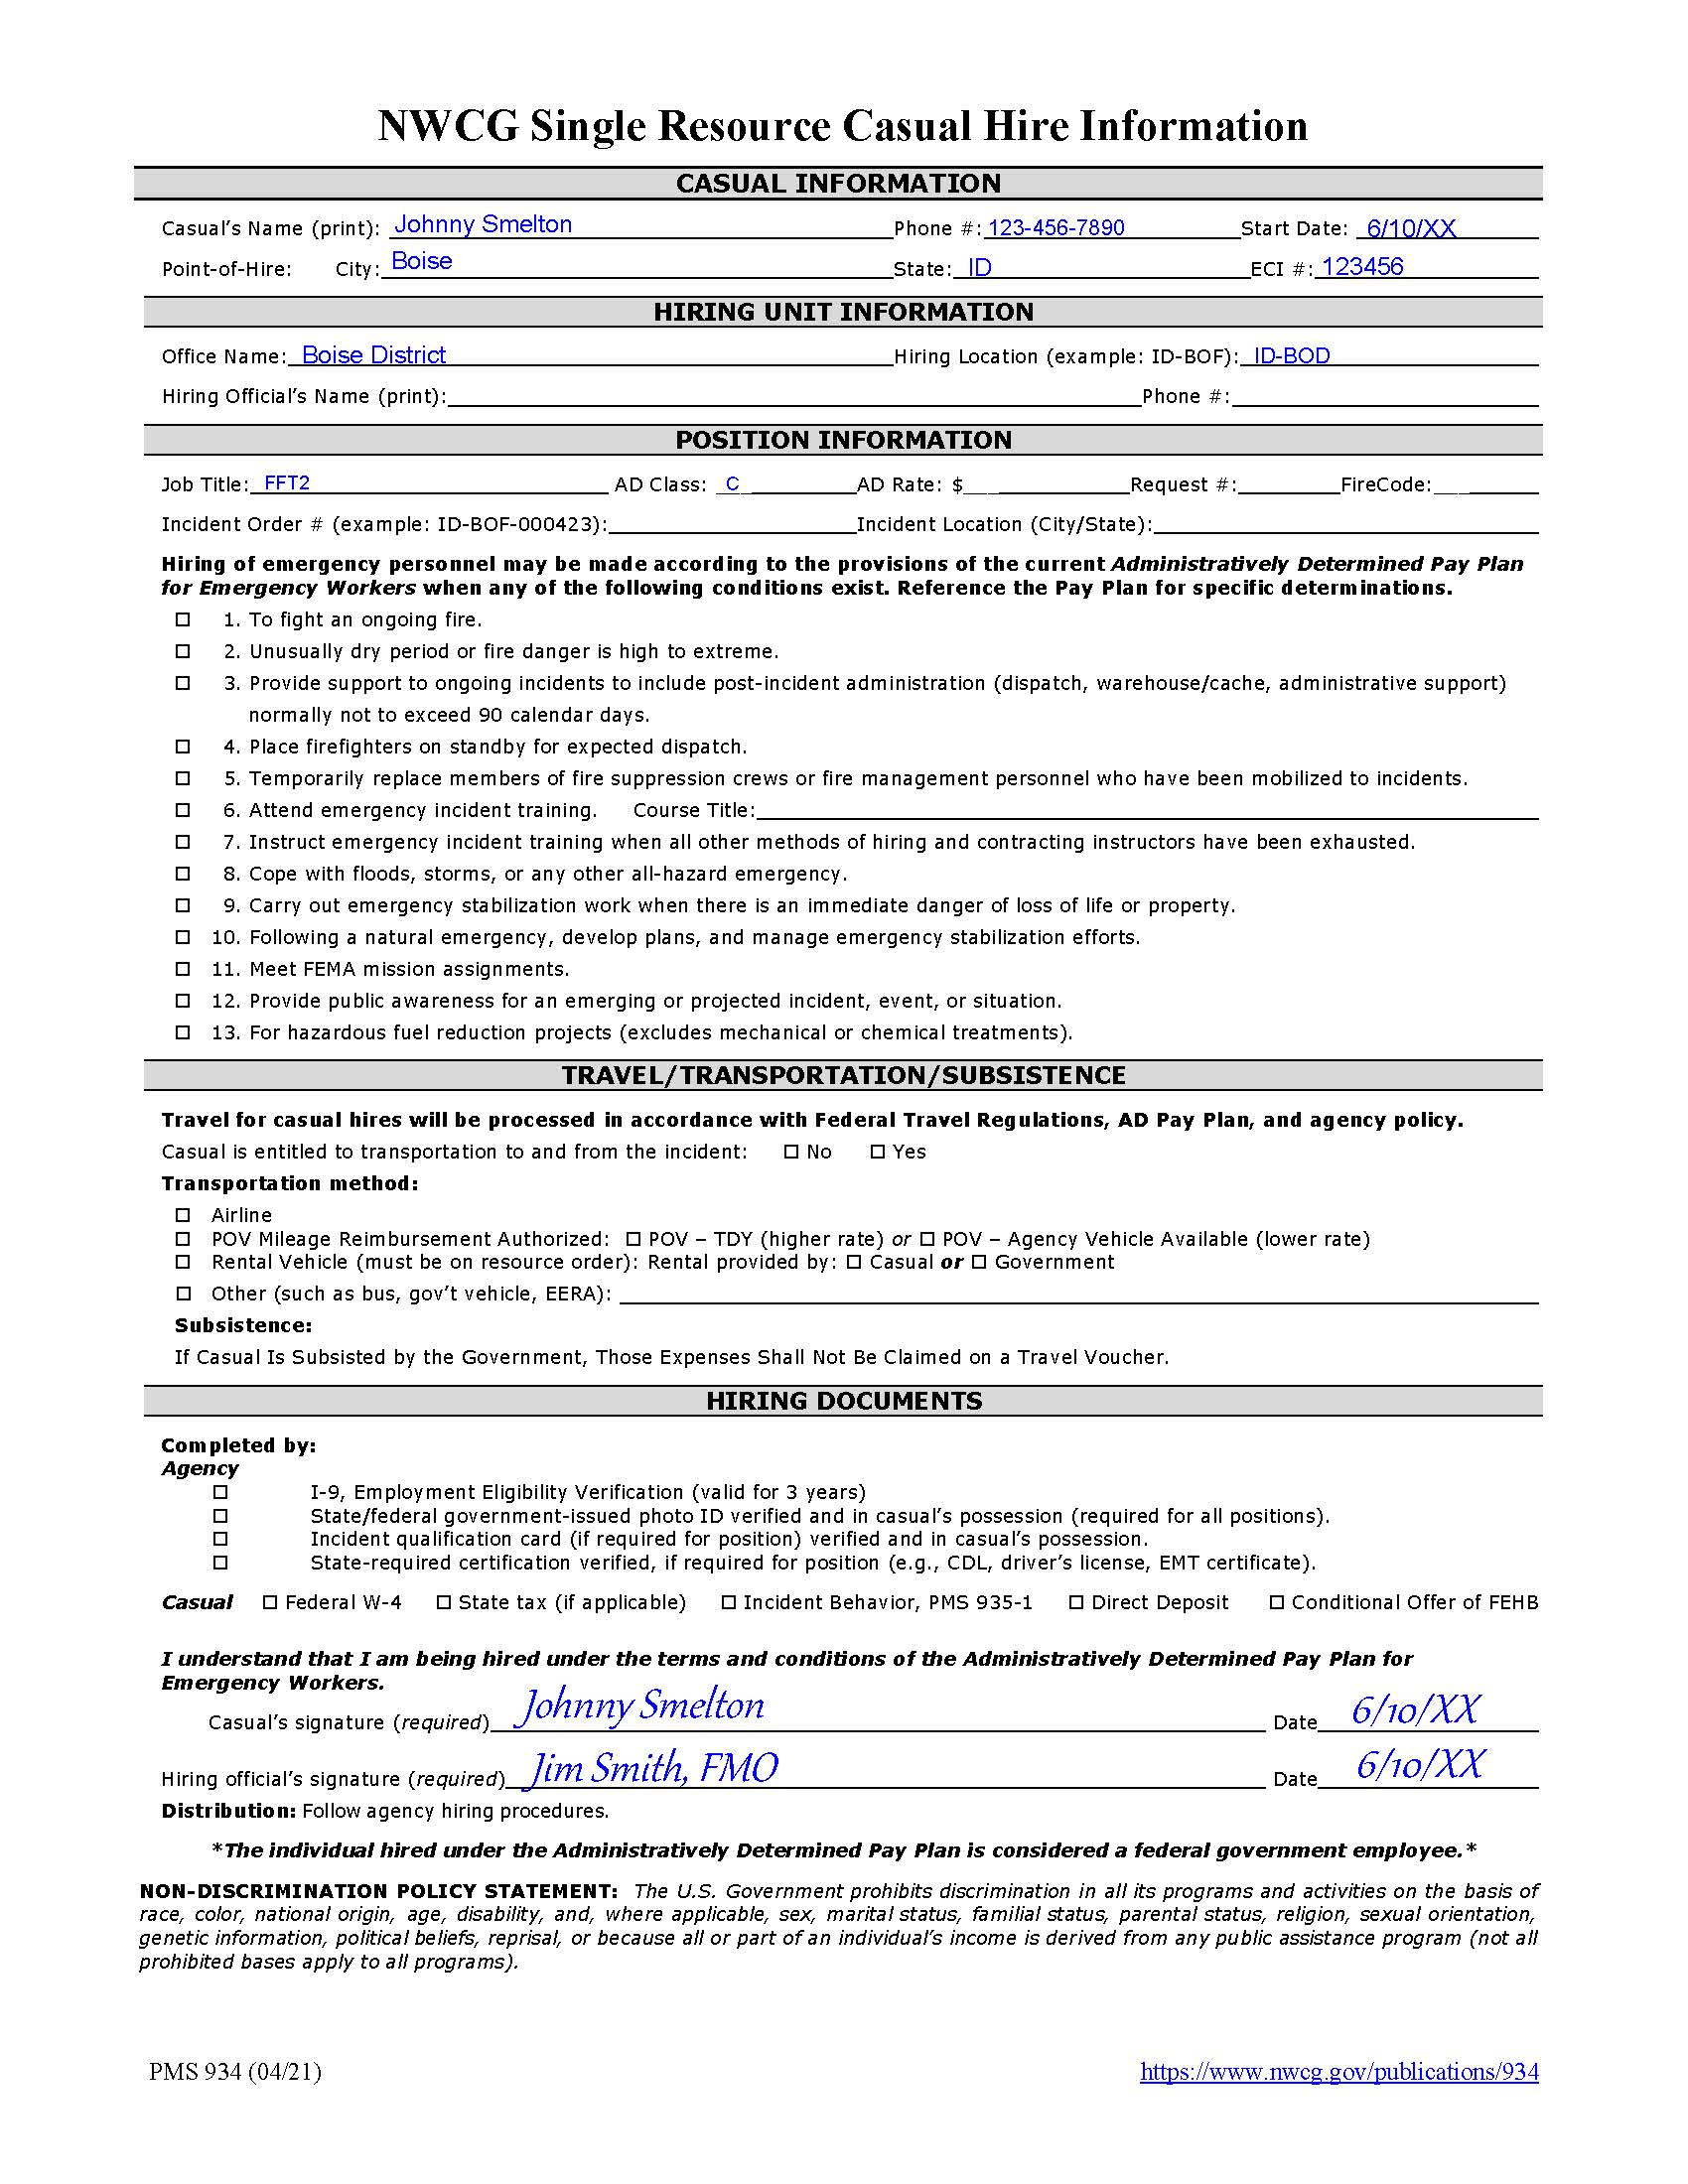 NWCG Single Resource Casual Hire Information
CASUAL INFORMATION
Casual's Name (print): Johnny Smelton Phone #: 123-456-7890 Start Date: 6/10/XX
Point-of-Hire: City: Boise State: ID ECI #: 123456
HIRING UNIT INFORMATION
Office Name: Boise District Hiring Location (example: ID-BOF): ID-BOD
Hiring Official's Name (print): Phone #:
POSITION INFORMATION
Job Title: FFT2 AD Class: C AD Rate: $ Request #: FireCode:
Incident Order # (example: ID-BOF-000423): Incident Location (City/State):
Hiring of emergency personnel may be made according to the provisions of the current Administratively Determined Pay Plan
for Emergency Workers when any of the following conditions exist. Reference the Pay Plan for specific determinations.
☐ 1. To fight an ongoing fire.
☐ 2. Unusually dry period or fire danger is high to extreme.
☐ 3. Provide support to ongoing incidents to include post-incident administration (dispatch, warehouse/cache, administrative support)
normally not to exceed 90 calendar days.
☐ 4. Place firefighters on standby for expected dispatch.
☐ 5. Temporarily replace members of fire suppression crews or fire management personnel who have been mobilized to incidents.
☐ 6. Attend emergency incident training. Course Title:
☐ 7. Instruct emergency incident training when all other methods of hiring and contracting instructors have been exhausted.
☐ 8. Cope with floods, storms, or any other all-hazard emergency.
☐ 9. Carry out emergency stabilization work when there is an immediate danger of loss of life or property.
☐ 10. Following a natural emergency, develop plans, and manage emergency stabilization efforts.
☐ 11. Meet FEMA mission assignments.
☐ 12. Provide public awareness for an emerging or projected incident, event, or situation.
☐ 13. For hazardous fuel reduction projects (excludes mechanical or chemical treatments).
TRAVEL/TRANSPORTATION/SUBSISTENCE
Travel for casual hires will be processed in accordance with Federal Travel Regulations, AD Pay Plan, and agency policy.
Casual is entitled to transportation to and from the incident: ☐ No ☐ Yes
Transportation method:
☐ Airline
☐ POV Mileage Reimbursement Authorized: ☐ POV – TDY (higher rate) or ☐ POV – Agency Vehicle Available (lower rate)
☐ Rental Vehicle (must be on resource order): Rental provided by: ☐ Casual or ☐ Government
☐ Other (such as bus, gov't vehicle, EERA):
Subsistence:
If Casual Is Subsisted by the Government, Those Expenses Shall Not Be Claimed on a Travel Voucher.
HIRING DOCUMENTS
Completed by:
Agency
☐ I-9, Employment Eligibility Verification (valid for 3 years)
☐ State/federal government-issued photo ID verified and in casual's possession (required for all positions).
☐ Incident qualification card (if required for position) verified and in casual's possession.
☐ State-required certification verified, if required for position (e.g., CDL, driver's license, EMT certificate).
Casual ☐ Federal W-4 ☐ State tax (if applicable) ☐ Incident Behavior, PMS 935-1 ☐ Direct Deposit ☐ Conditional Offer of FEHB
I understand that I am being hired under the terms and conditions of the Administratively Determined Pay Plan for
Emergency Workers.
Casual's signature (required) Johnny Smelton Date 6/10/XX
Hiring official's signature (required) Jim Smith, FMO Date 6/10/XX
Distribution: Follow agency hiring procedures.
*The individual hired under the Administratively Determined Pay Plan is considered a federal government employee.*
NON-DISCRIMINATION POLICY STATEMENT: The U.S. Government prohibits discrimination in all its programs and activities on the basis of
race, color, national origin, age, disability, and, where applicable, sex, marital status, familial status, parental status, religion, sexual orientation,
genetic information, political beliefs, reprisal, or because all or part of an individual's income is derived from any public assistance program (not all
prohibited bases apply to all programs).
PMS 934 (04/21) https://www.nwcg.gov/publications/934